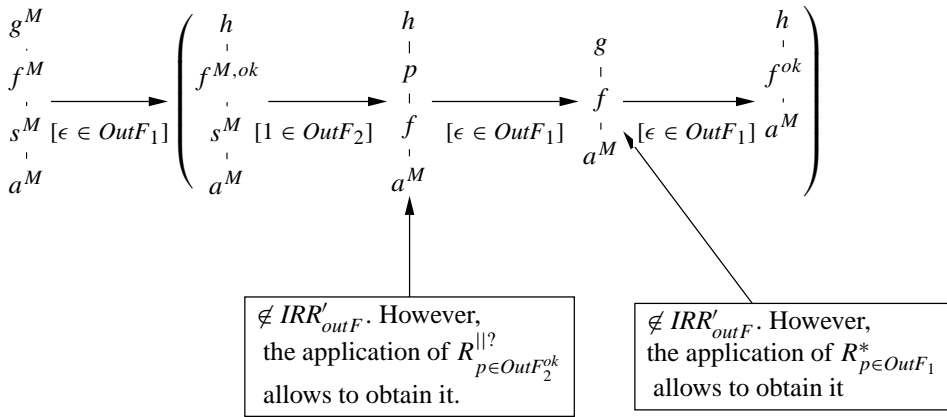 g^M h h g h
f^M f^{M,ok} p f f^{ok}
s^M [ϵ ∈ OutF_1] s^M [1 ∈ OutF_2] f [ϵ ∈ OutF_1] a^M [ϵ ∈ OutF_1] a^M
a^M a^M a^M
∉ IRR'_{outF}. However,
the application of R^{||?}_{p∈OutF_2^{ok}}
allows to obtain it.
∉ IRR'_{outF}. However,
the application of R^*_{p∈OutF_1}
allows to obtain it